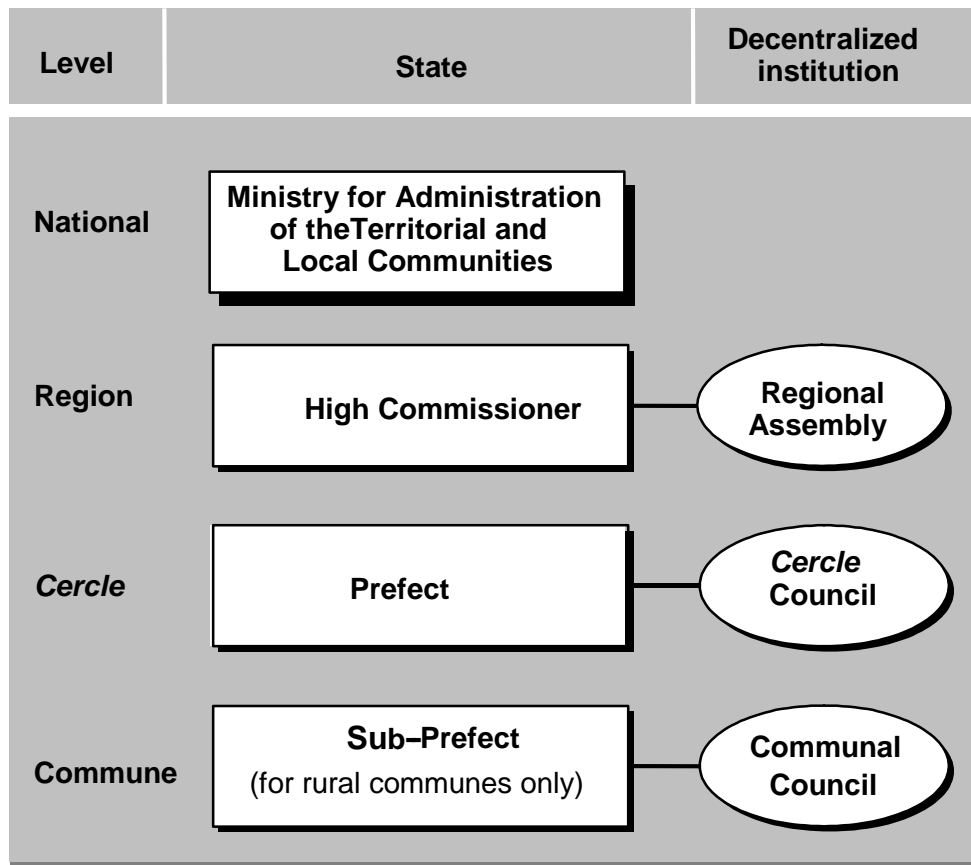 Level
State
Decentralized
institution
National
Ministry for Administration
of theTerritorial and
Local Communities
Region
High Commissioner
Regional
Assembly
Cercle
Prefect
Cercle
Council
Commune
Sub–Prefect
(for rural communes only)
Communal
Council